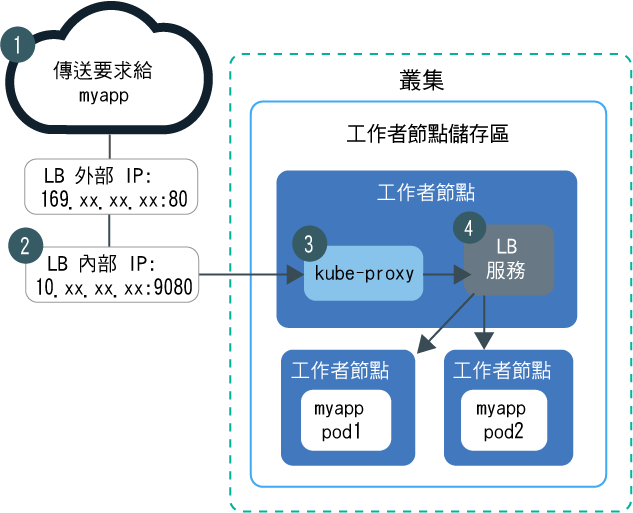 1
傳送要求給
myapp
LB 外部 IP:
169.xx.xx.xx:80
2
LB 內部 IP:
10.xx.xx.xx:9080
叢集
工作者節點儲存區
工作者節點
3
kube-proxy
4
LB
服務
工作者節點
myapp
pod1
工作者節點
myapp
pod2